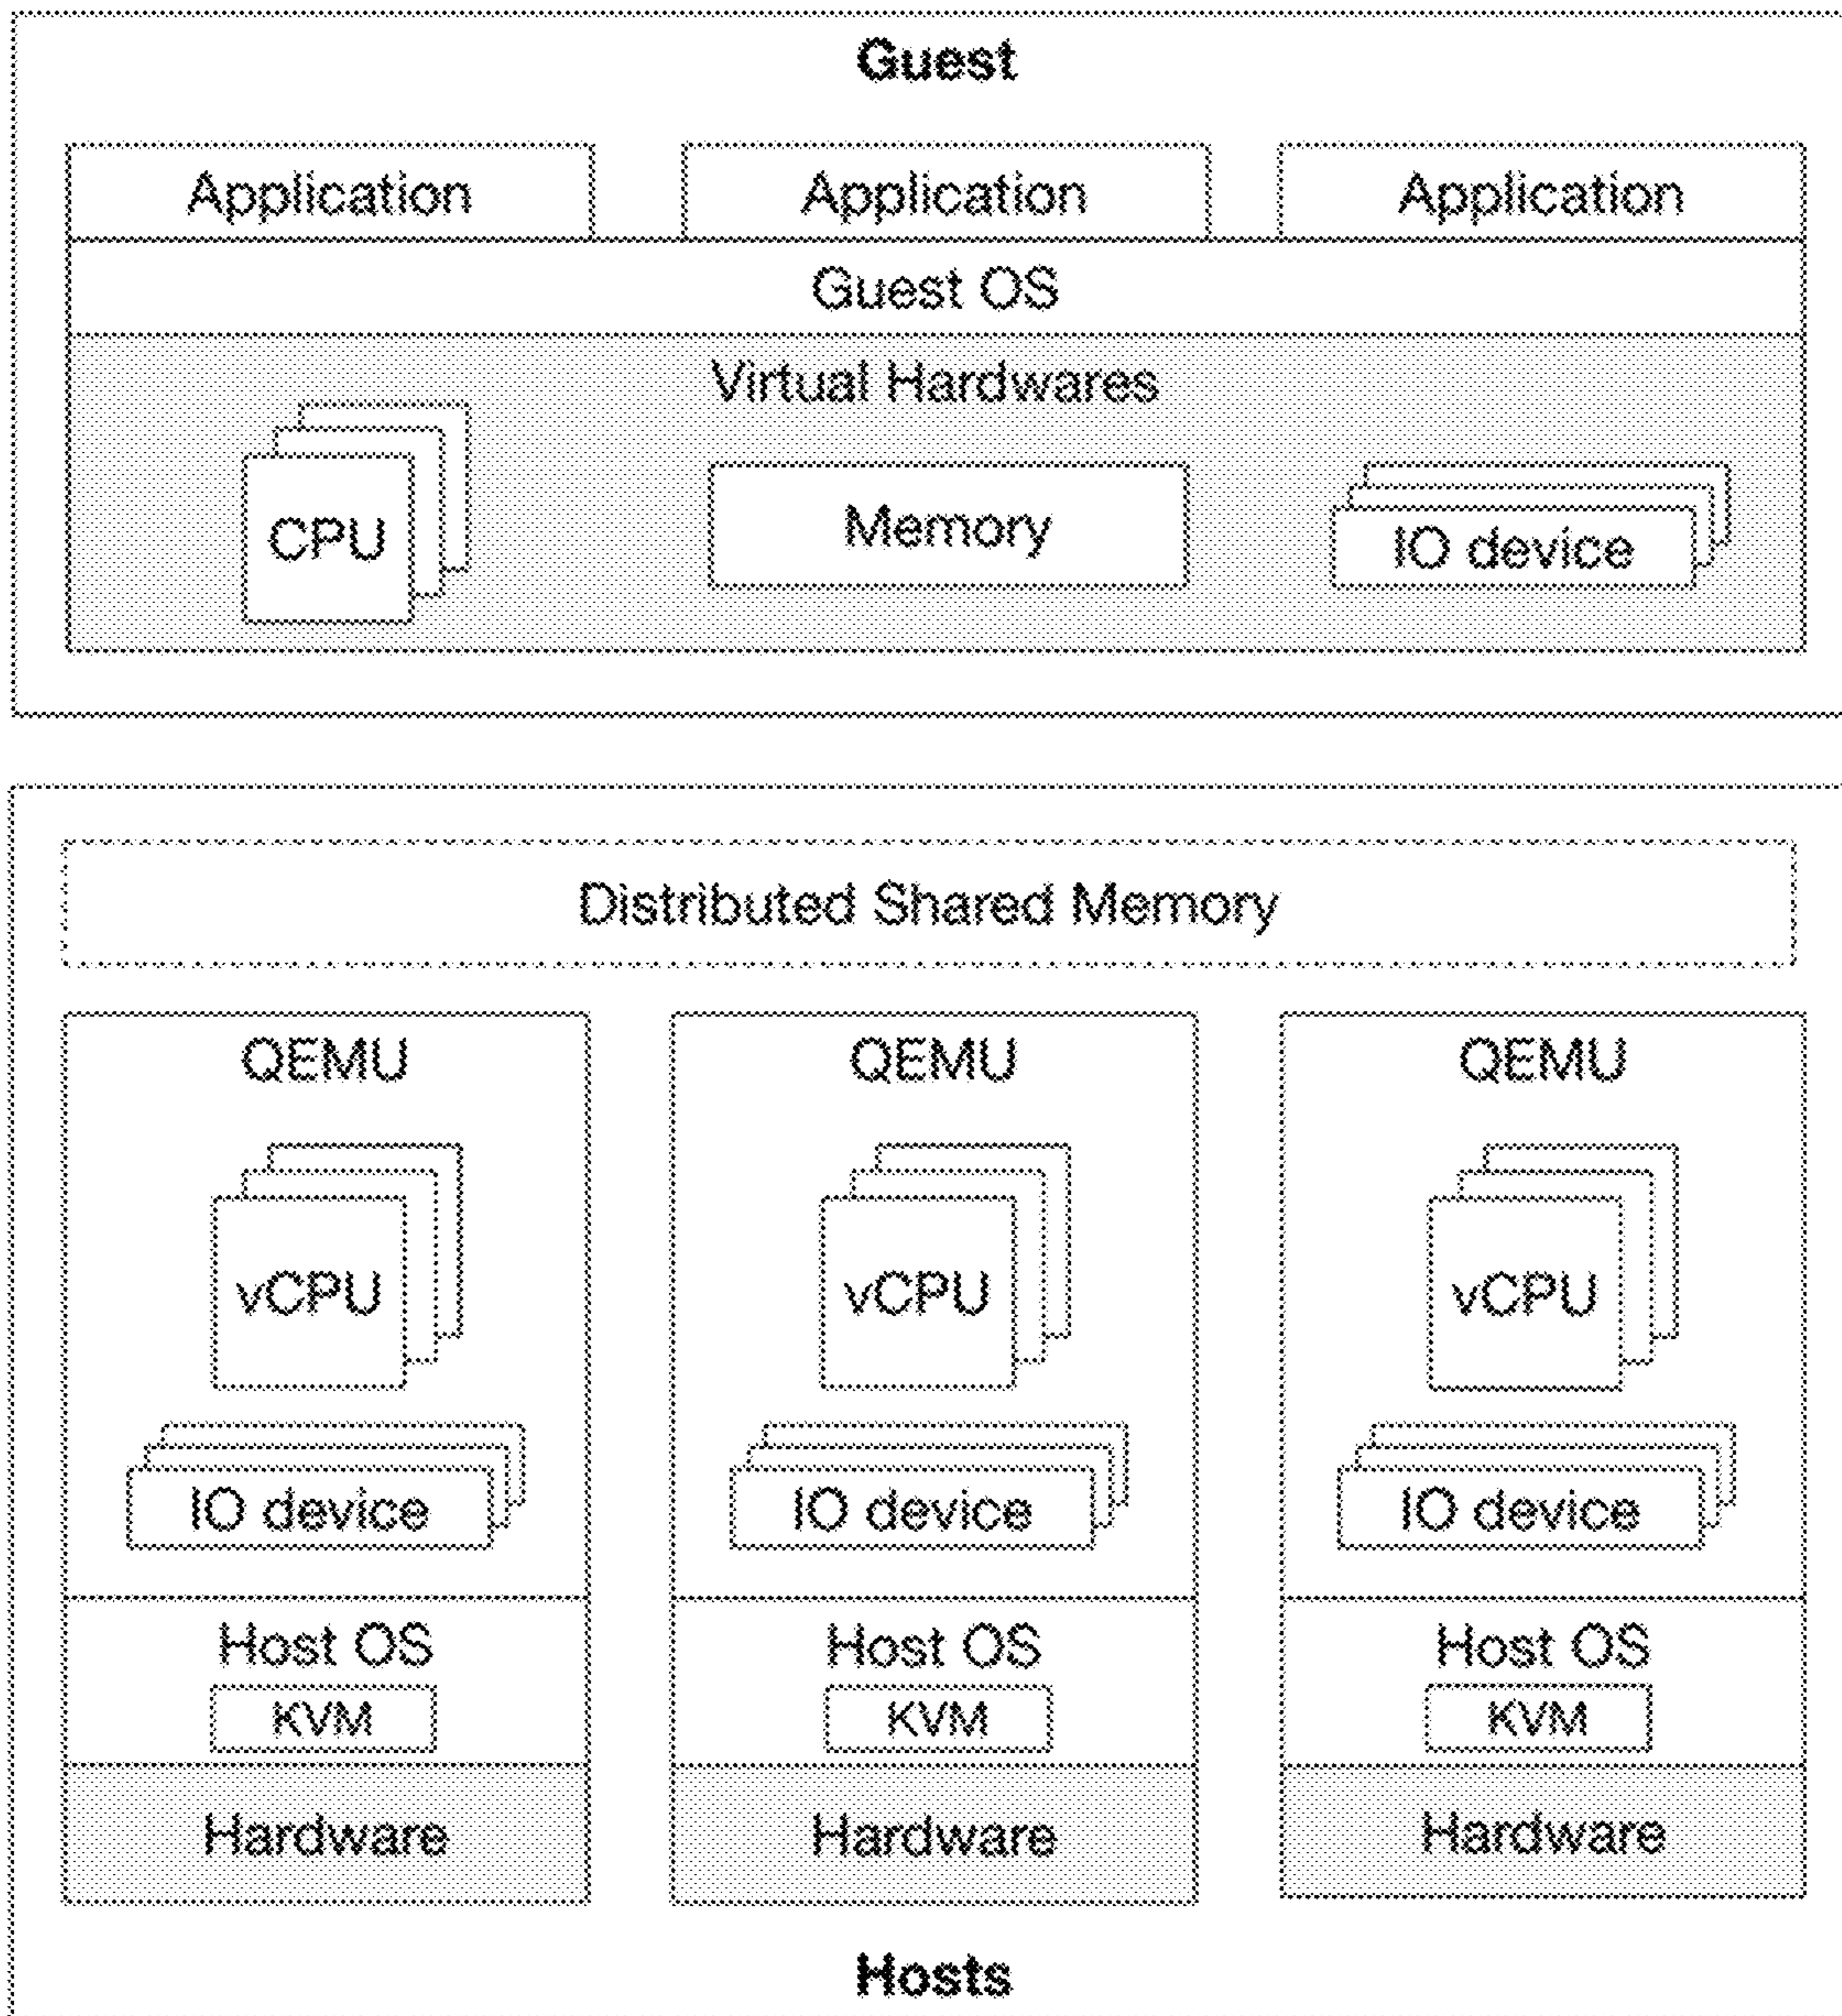 Guest
Application Application Application
Guest OS
Virtual Hardwares
CPU Memory IO device
Distributed Shared Memory
QEMU QEMU QEMU
vCPU vCPU vCPU
IO device IO device IO device
Host OS Host OS Host OS
KVM KVM KVM
Hardware Hardware Hardware
Hosts